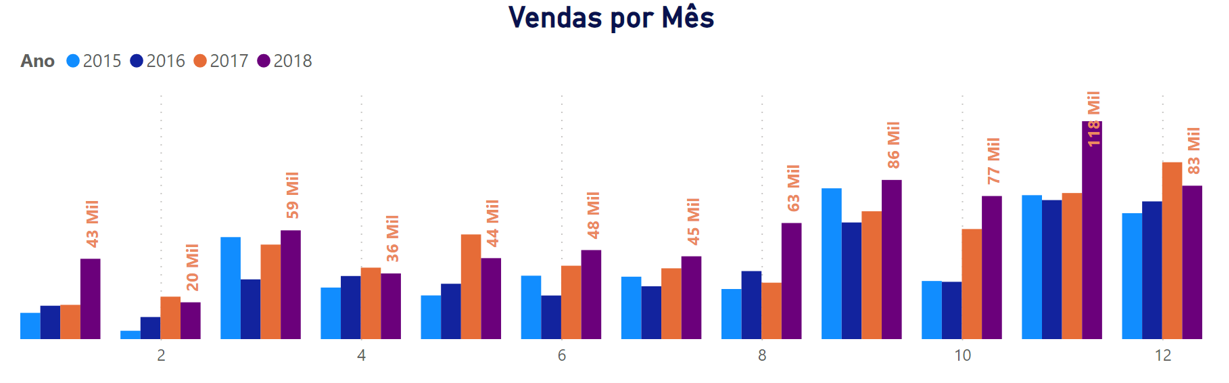 Vendas por Mês
Ano 2015 2016 2017 2018
43 Mil
20 Mil
59 Mil
36 Mil
44 Mil
48 Mil
45 Mil
63 Mil
86 Mil
77 Mil
118 Mil
83 Mil
2 4 6 8 10 12